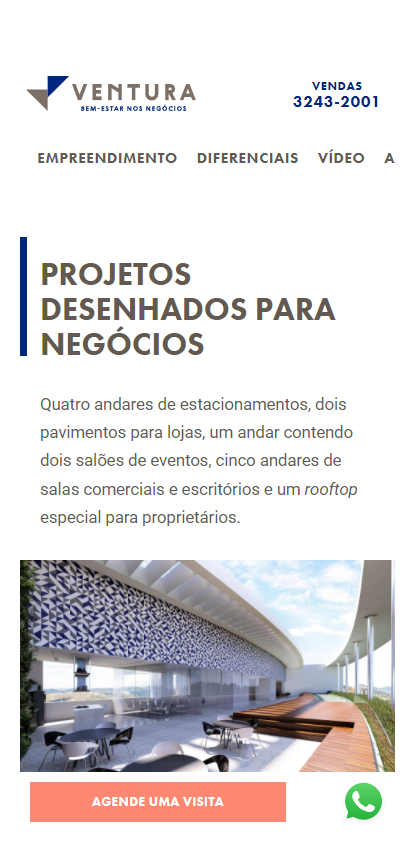 VENTURA
BEM-ESTAR NOS NEGÓCIOS
VENDAS
3243-2001
EMPREENDIMENTO DIFERENCIAIS VÍDEO A
PROJETOS
DESENHADOS PARA
NEGÓCIOS
Quatro andares de estacionamentos, dois
pavimentos para lojas, um andar contendo
dois salões de eventos, cinco andares de
salas comerciais e escritórios e um rooftop
especial para proprietários.
AGENDE UMA VISITA